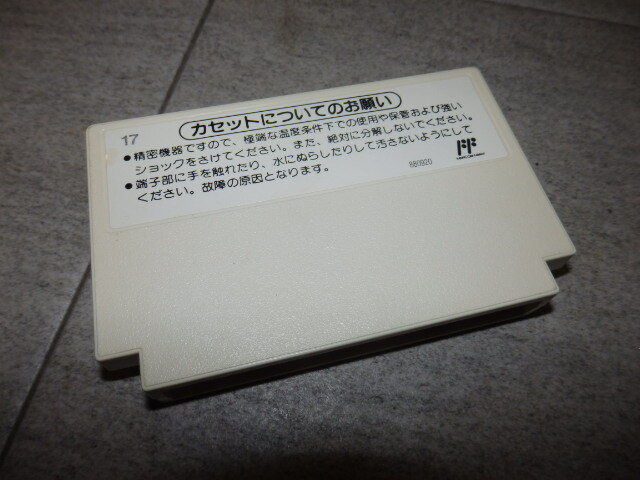 17
カセットについてのお願い
●精密機器ですので、極端な温度条件下での使用や保管および強い
ショックをさけてください。また、絶対に分解しないでください。
●端子部に手を触れたり、水にぬらしたりして汚さないようにして
ください。故障の原因となります。
880920